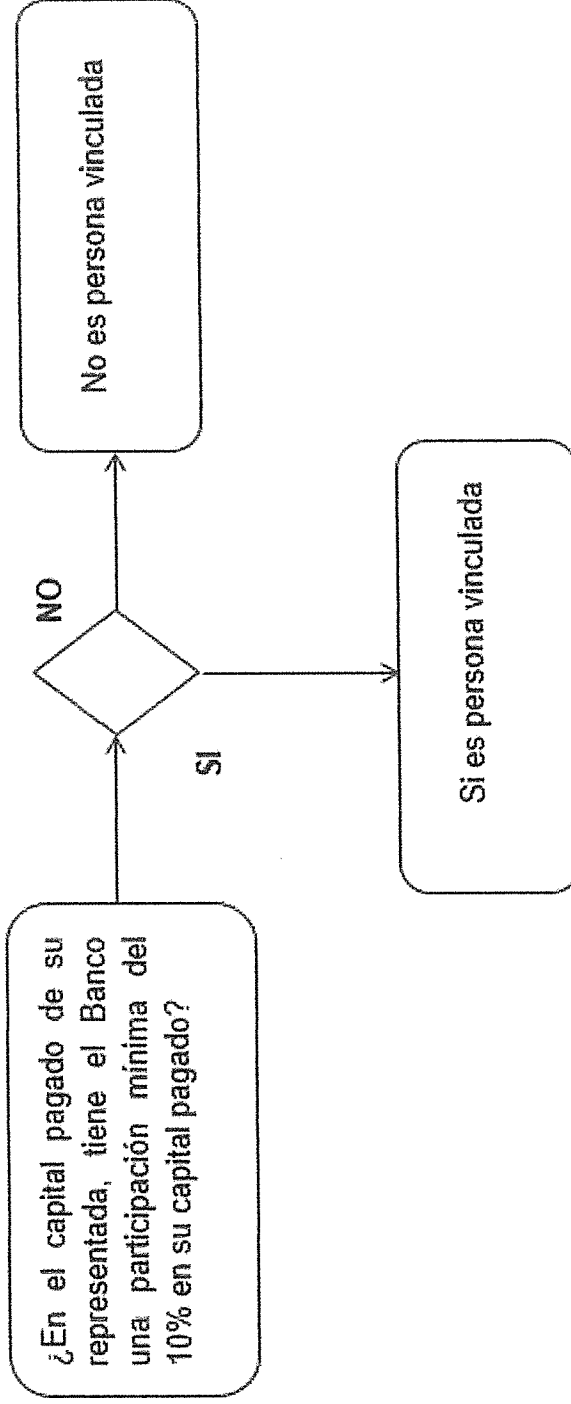 ¿En el capital pagado de su
representada, tiene el Banco
una participación mínima del
10% en su capital pagado?
NO
No es persona vinculada
SI
Si es persona vinculada